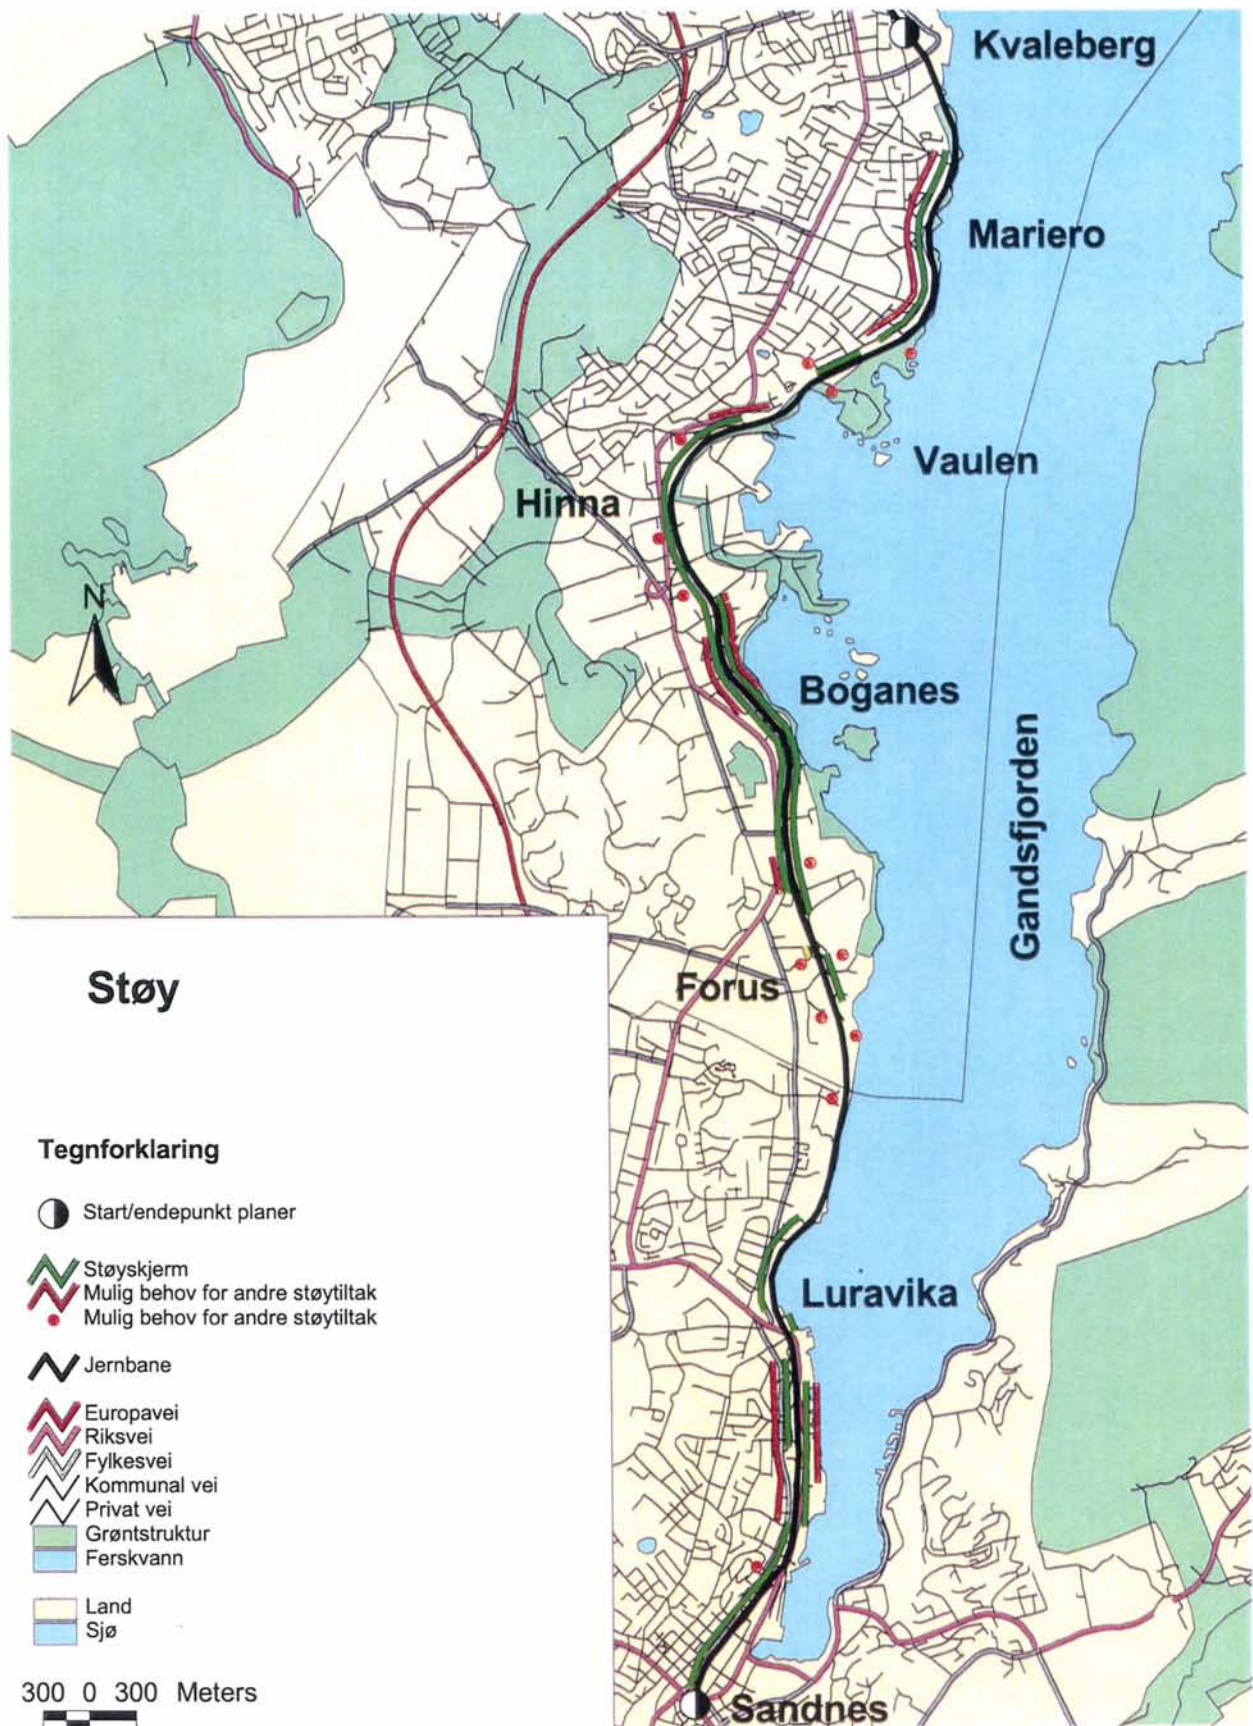 Kvaleberg
Mariero
Vaulen
Hinna
N
Boganes
Gandsfjorden
Forus
Støy
Tegnforklaring
Start/endepunkt planer
Støyskjerm
Mulig behov for andre støytiltak
Mulig behov for andre støytiltak
Luravika
Jernbane
Europavei
Riksvei
Fylkesvei
Kommunal vei
Privat vei
Grøntstruktur
Ferskvann
Land
Sjø
300 0 300 Meters
Sandnes